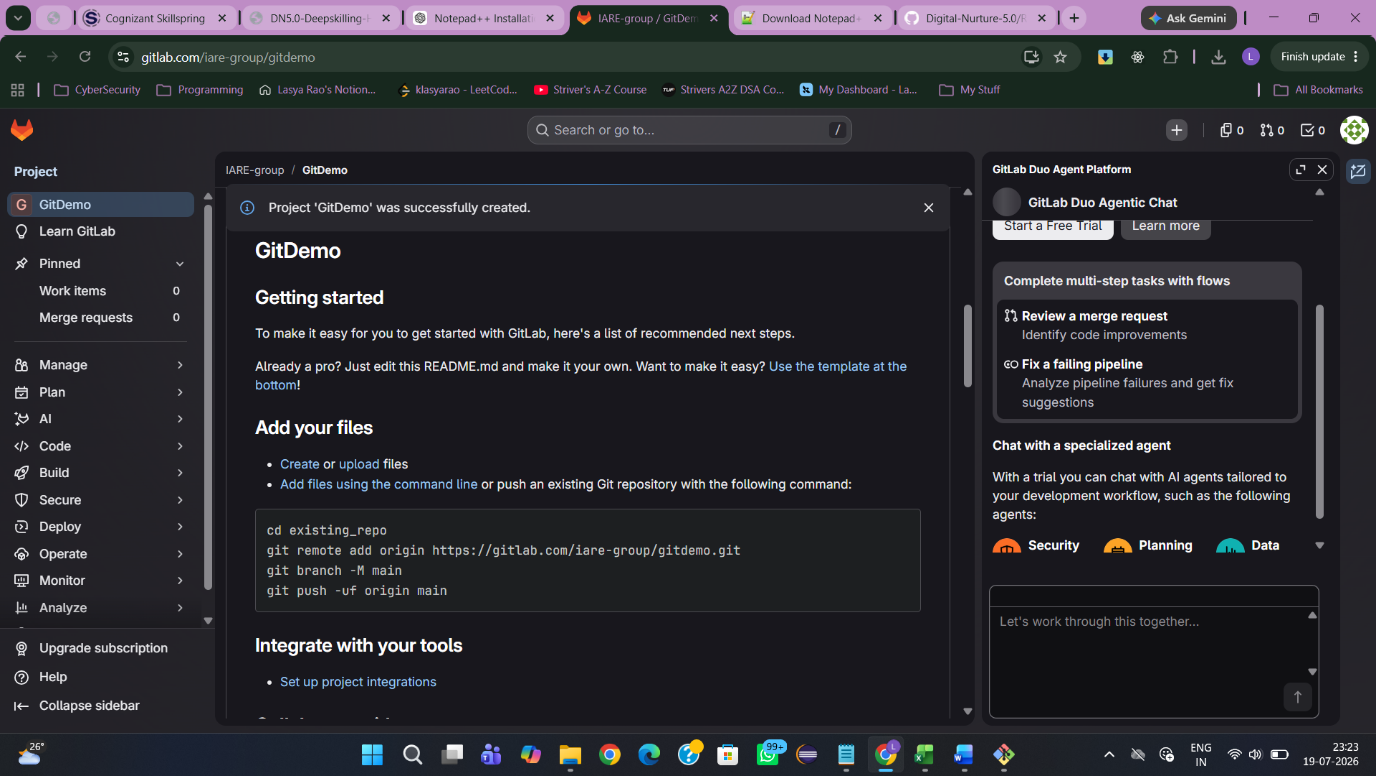 Cognizant Skillspring
DN5.0-Deepskilling-
Notepad++ Installati
IARE-group / GitDem
Download Notepad
Digital-Nurture-5.0/
Ask Gemini
gitlab.com/iare-group/gitdemo
L
Finish update
CyberSecurity
Programming
Lasya Rao's Notion...
klasyarao - LeetCod...
Striver's A-Z Course
TUF
Strivers A2Z DSA Co...
My Dashboard - La...
My Stuff
All Bookmarks
Search or go to...
/
0
0
0
Project
G GitDemo
Learn GitLab
Pinned
Work items 0
Merge requests 0
Manage
Plan
AI
Code
Build
Secure
Deploy
Operate
Monitor
Analyze
Upgrade subscription
Help
Collapse sidebar
IARE-group / GitDemo
Project 'GitDemo' was successfully created.
GitDemo
Getting started
To make it easy for you to get started with GitLab, here's a list of recommended next steps.
Already a pro? Just edit this README.md and make it your own. Want to make it easy? Use the template at the
bottom!
Add your files
• Create or upload files
• Add files using the command line or push an existing Git repository with the following command:
cd existing_repo
git remote add origin https://gitlab.com/iare-group/gitdemo.git
git branch -M main
git push -uf origin main
Integrate with your tools
• Set up project integrations
GitLab Duo Agent Platform
GitLab Duo Agentic Chat
Start a Free Trial
Learn more
Complete multi-step tasks with flows
Review a merge request
Identify code improvements
Fix a failing pipeline
Analyze pipeline failures and get fix
suggestions
Chat with a specialized agent
With a trial you can chat with AI agents tailored to
your development workflow, such as the following
agents:
Security
Planning
Data
Let's work through this together...
26°
99+
L
ENG
IN
23:23
19-07-2026